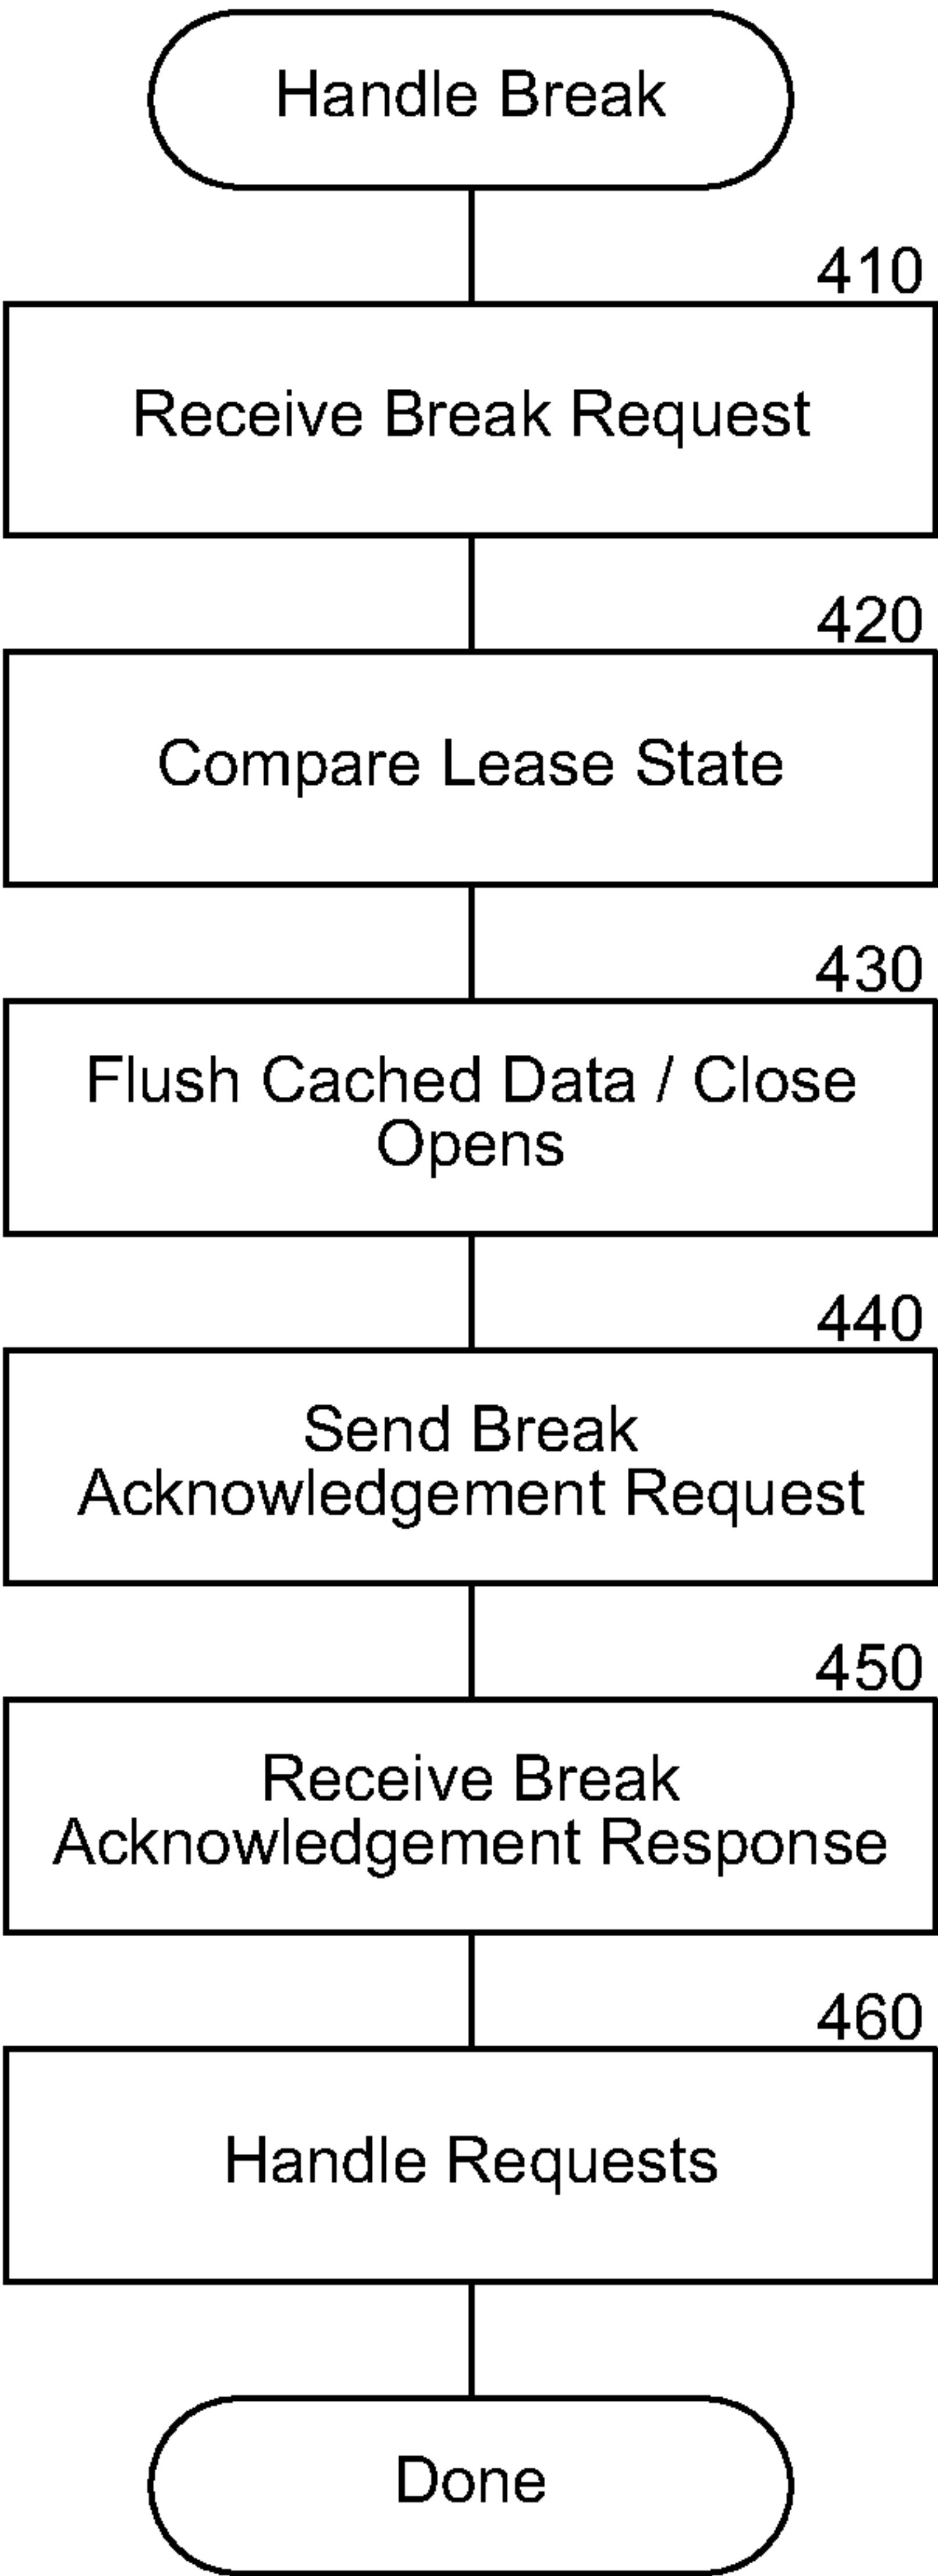 Handle Break
410
Receive Break Request
420
Compare Lease State
430
Flush Cached Data / Close
Opens
440
Send Break
Acknowledgement Request
450
Receive Break
Acknowledgement Response
460
Handle Requests
Done